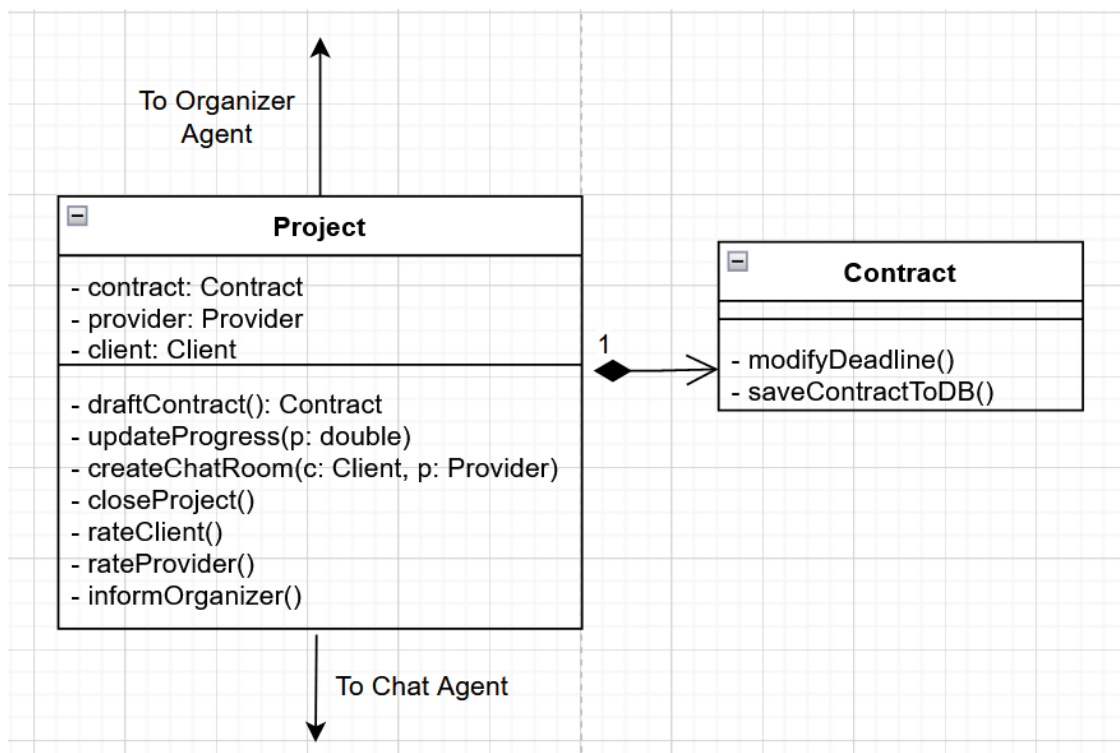 To Organizer
Agent
Project
- contract: Contract
- provider: Provider
- client: Client
- draftContract(): Contract
- updateProgress(p: double)
- createChatRoom(c: Client, p: Provider)
- closeProject()
- rateClient()
- rateProvider()
- informOrganizer()
1
Contract
- modifyDeadline()
- saveContractToDB()
To Chat Agent